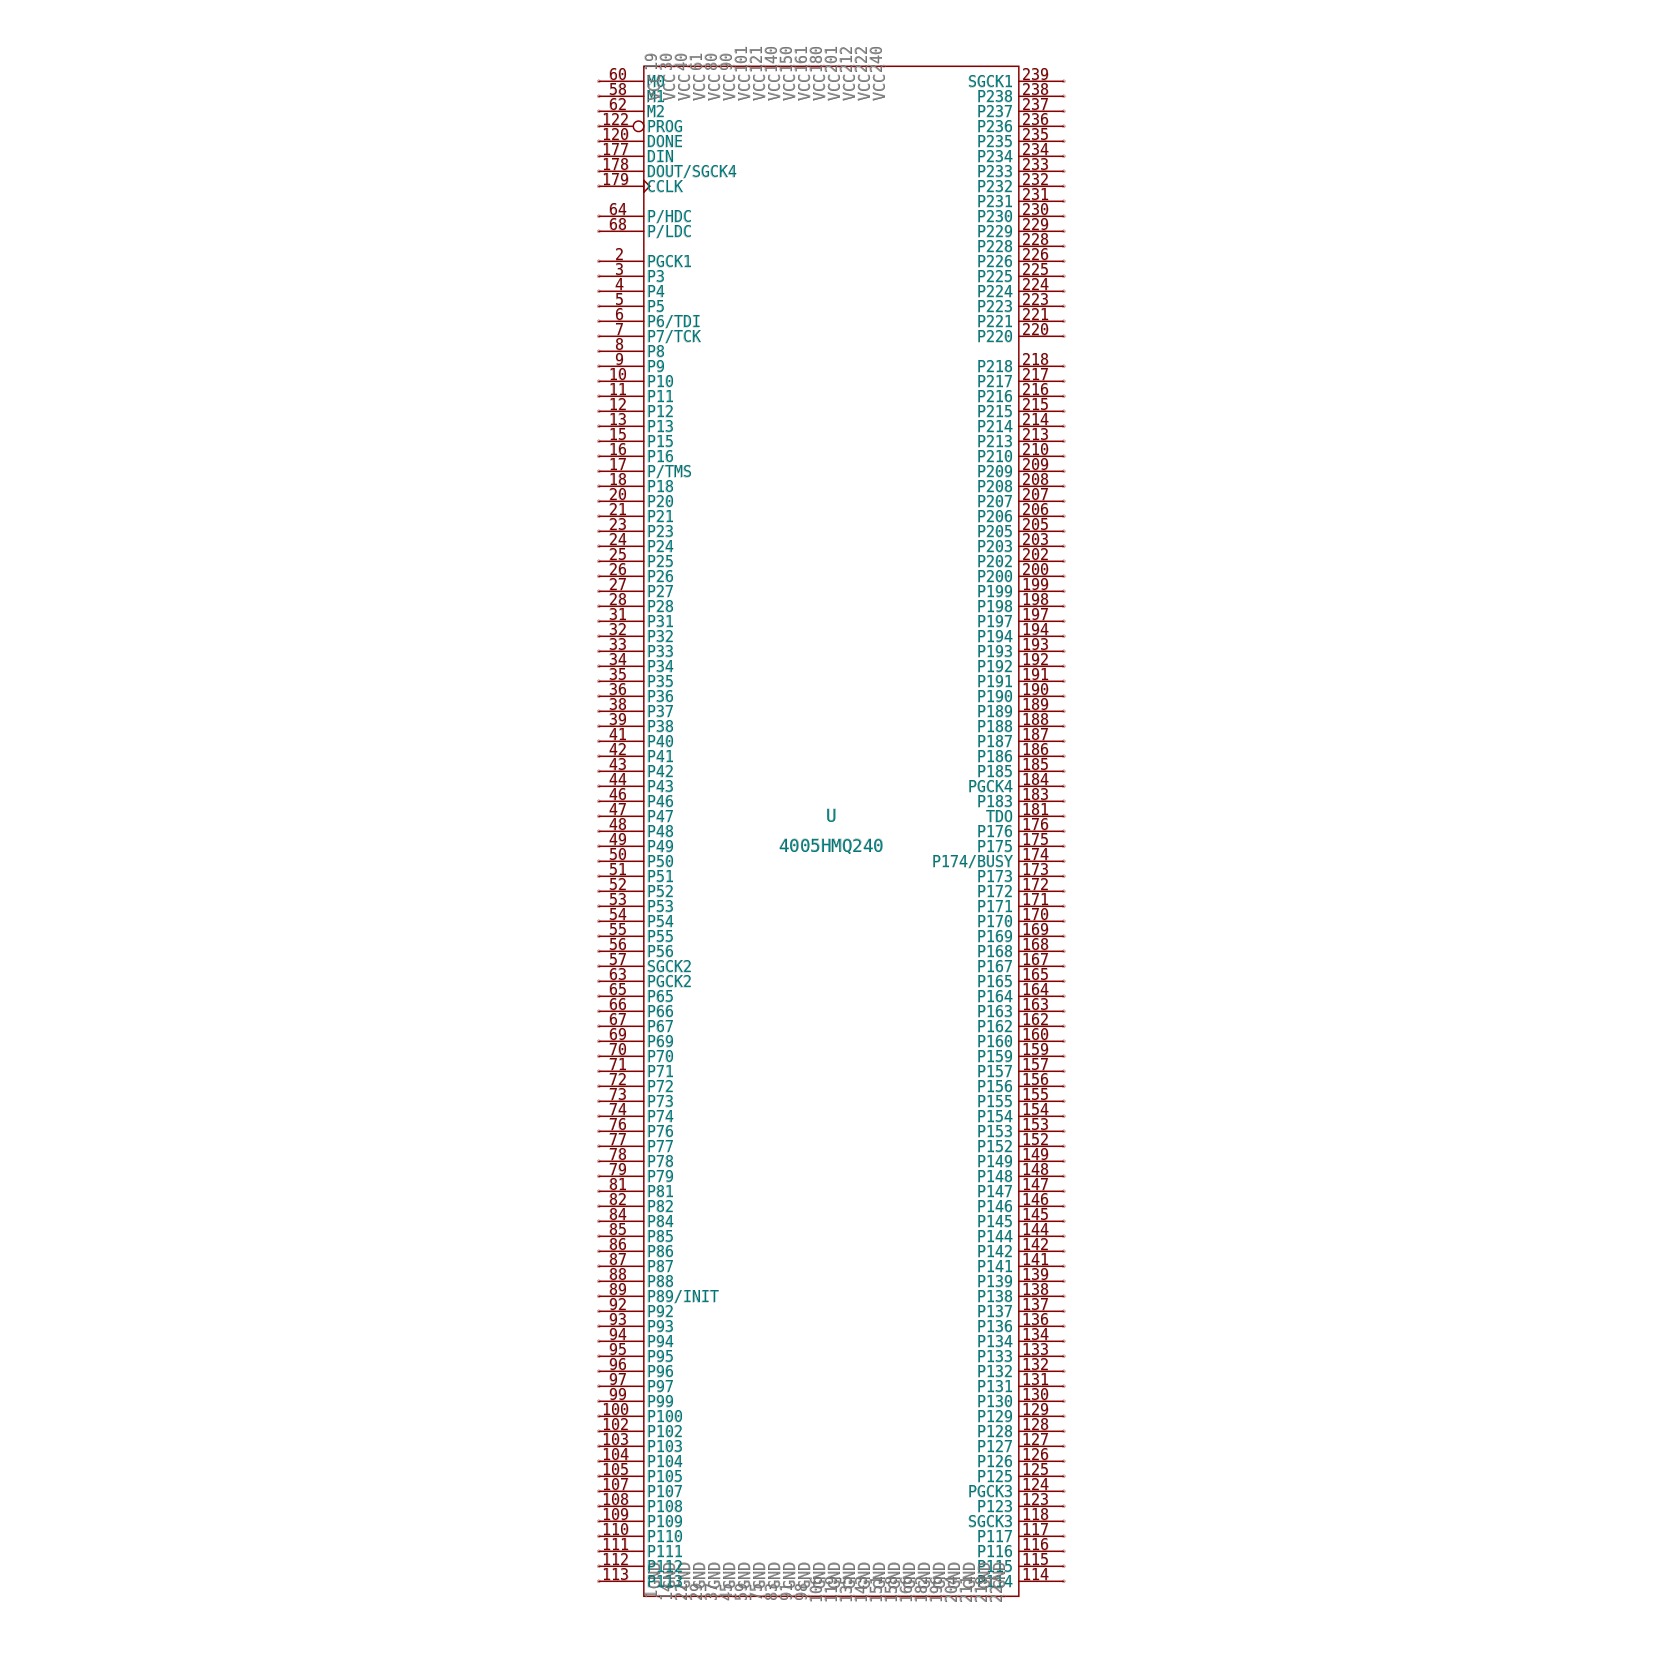 19 30 40 61 80 90 101 121 140 150 161 180 201 212 222 240
VCC VCC VCC VCC VCC VCC VCC VCC VCC VCC VCC VCC VCC VCC VCC
60 M0 SGCK1 239
58 M1 P238 238
62 M2 P237 237
122 PROG P236 236
120 DONE P235 235
177 DIN P234 234
178 DOUT/SGCK4 P233 233
179 CCLK P232 232
P231 231
64 P/HDC P230 230
68 P/LDC P229 229
P228 228
2 PGCK1 P226 226
3 P3 P225 225
4 P4 P224 224
5 P5 P223 223
6 P6/TDI P221 221
7 P7/TCK P220 220
8 P8
9 P9 P218 218
10 P10 P217 217
11 P11 P216 216
12 P12 P215 215
13 P13 P214 214
15 P15 P213 213
16 P16 P210 210
17 P/TMS P209 209
18 P18 P208 208
20 P20 P207 207
21 P21 P206 206
23 P23 P205 205
24 P24 P203 203
25 P25 P202 202
26 P26 P200 200
27 P27 P199 199
28 P28 P198 198
31 P31 P197 197
32 P32 P194 194
33 P33 P193 193
34 P34 P192 192
35 P35 P191 191
36 P36 P190 190
38 P37 P189 189
39 P38 P188 188
41 P40 P187 187
42 P41 P186 186
43 P42 P185 185
44 P43 PGCK4 184
46 P46 P183 183
47 P47 U TDO 181
48 P48 P176 176
49 P49 4005HMQ240 P175 175
50 P50 P174/BUSY 174
51 P51 P173 173
52 P52 P172 172
53 P53 P171 171
54 P54 P170 170
55 P55 P169 169
56 P56 P168 168
57 SGCK2 P167 167
63 PGCK2 P165 165
65 P65 P164 164
66 P66 P163 163
67 P67 P162 162
69 P69 P160 160
70 P70 P159 159
71 P71 P157 157
72 P72 P156 156
73 P73 P155 155
74 P74 P154 154
76 P76 P153 153
77 P77 P152 152
78 P78 P149 149
79 P79 P148 148
81 P81 P147 147
82 P82 P146 146
84 P84 P145 145
85 P85 P144 144
86 P86 P142 142
87 P87 P141 141
88 P88 P139 139
89 P89/INIT P138 138
92 P92 P137 137
93 P93 P136 136
94 P94 P134 134
95 P95 P133 133
96 P96 P132 132
97 P97 P131 131
99 P99 P130 130
100 P100 P129 129
102 P102 P128 128
103 P103 P127 127
104 P104 P126 126
105 P105 P125 125
107 P107 PGCK3 124
108 P108 P123 123
109 P109 SGCK3 118
110 P110 P117 117
111 P111 P116 116
112 P112 P115 115
113 P113 P114 114